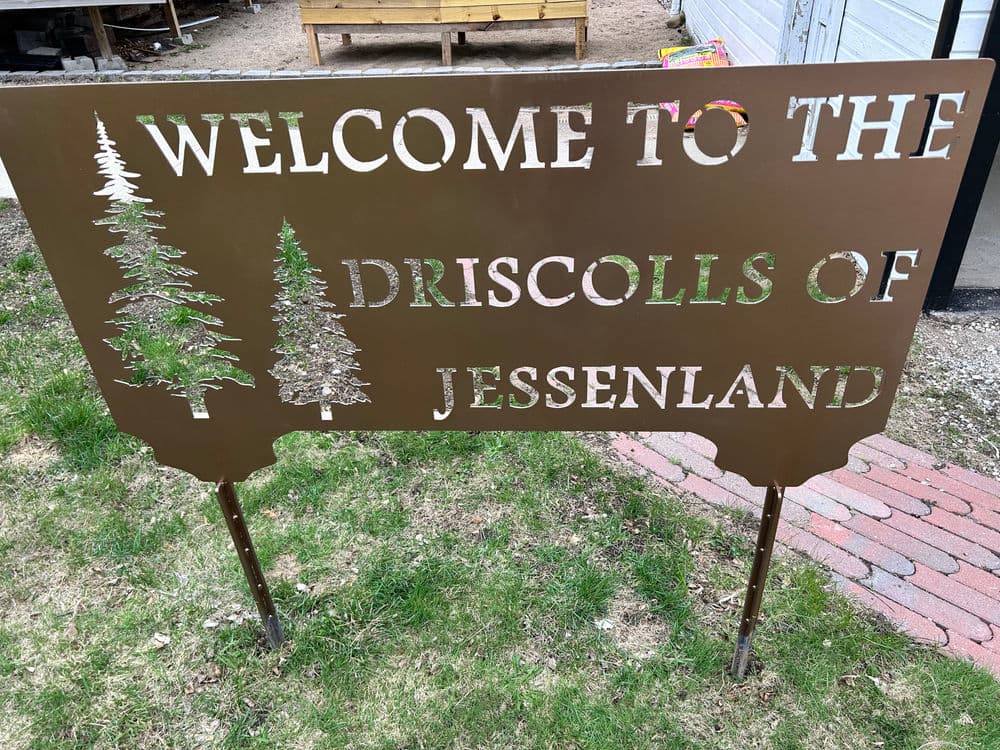 WELCOME TO THE
DRISCOLLS OF
JESSENLAND